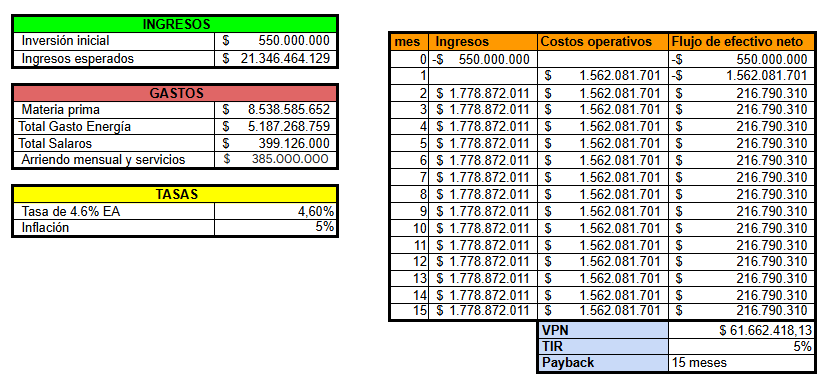 INGRESOS
Inversión inicial $ 550.000.000
Ingresos esperados $ 21.346.464.129
GASTOS
Materia prima $ 8.538.585.652
Total Gasto Energía $ 5.187.268.759
Total Salaros $ 399.126.000
Arriendo mensual y servicios $ 385.000.000
TASAS
Tasa de 4.6% EA 4,60%
Inflación 5%
mes Ingresos Costos operativos Flujo de efectivo neto
0 -$ 550.000.000 -$ 550.000.000
1 $ 1.562.081.701 -$ 1.562.081.701
2 $ 1.778.872.011 $ 1.562.081.701 $ 216.790.310
3 $ 1.778.872.011 $ 1.562.081.701 $ 216.790.310
4 $ 1.778.872.011 $ 1.562.081.701 $ 216.790.310
5 $ 1.778.872.011 $ 1.562.081.701 $ 216.790.310
6 $ 1.778.872.011 $ 1.562.081.701 $ 216.790.310
7 $ 1.778.872.011 $ 1.562.081.701 $ 216.790.310
8 $ 1.778.872.011 $ 1.562.081.701 $ 216.790.310
9 $ 1.778.872.011 $ 1.562.081.701 $ 216.790.310
10 $ 1.778.872.011 $ 1.562.081.701 $ 216.790.310
11 $ 1.778.872.011 $ 1.562.081.701 $ 216.790.310
12 $ 1.778.872.011 $ 1.562.081.701 $ 216.790.310
13 $ 1.778.872.011 $ 1.562.081.701 $ 216.790.310
14 $ 1.778.872.011 $ 1.562.081.701 $ 216.790.310
15 $ 1.778.872.011 $ 1.562.081.701 $ 216.790.310
VPN $ 61.662.418,13
TIR 5%
Payback 15 meses